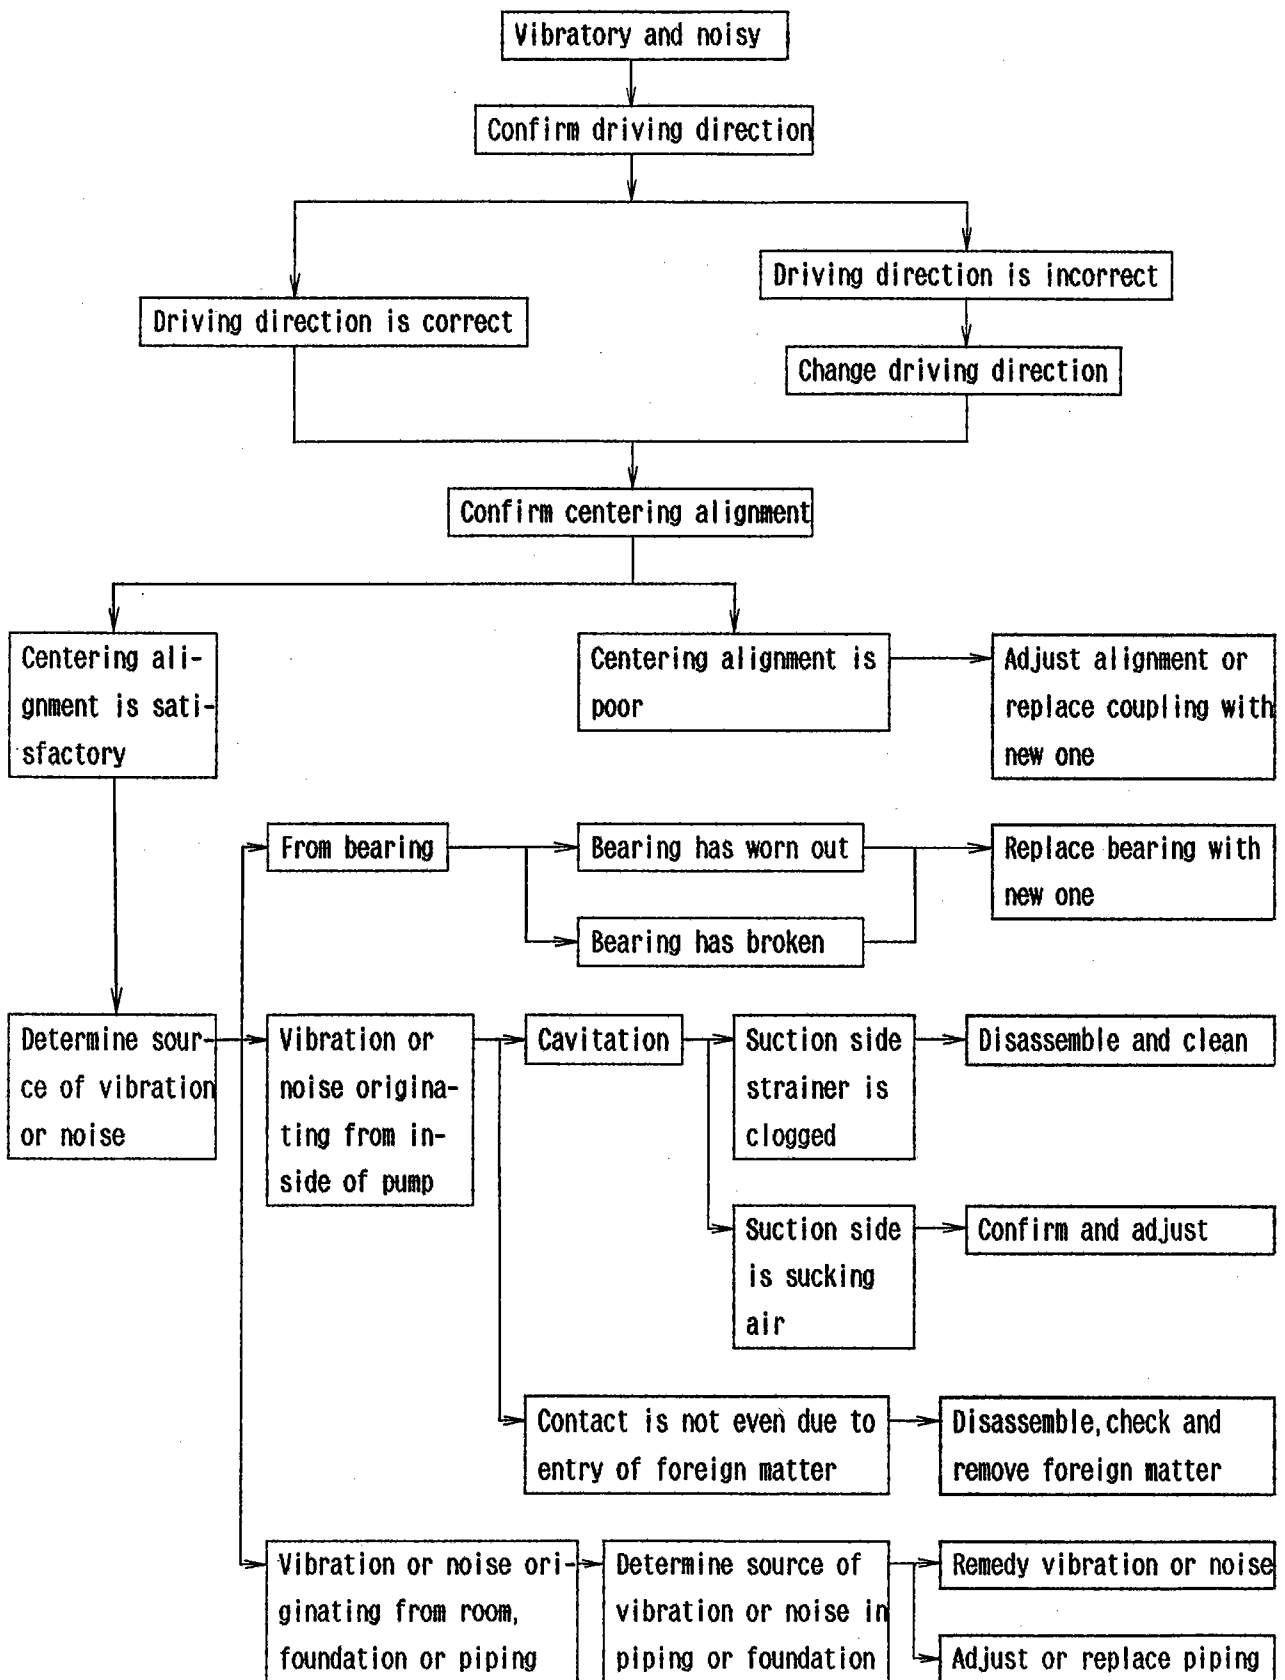 Vibratory and noisy
Confirm driving direction
Driving direction is incorrect
Driving direction is correct
Change driving direction
Confirm centering alignment
Centering ali-
gnment is sati-
sfactory
Centering alignment is
poor
Adjust alignment or
replace coupling with
new one
From bearing
Bearing has worn out
Replace bearing with
new one
Bearing has broken
Determine sour-
ce of vibration
or noise
Vibration or
noise origina-
ting from in-
side of pump
Cavitation
Suction side
strainer is
clogged
Disassemble and clean
Suction side
is sucking
air
Confirm and adjust
Contact is not even due to
entry of foreign matter
Disassemble, check and
remove foreign matter
Vibration or noise ori-
ginating from room,
foundation or piping
Determine source of
vibration or noise in
piping or foundation
Remedy vibration or noise
Adjust or replace piping